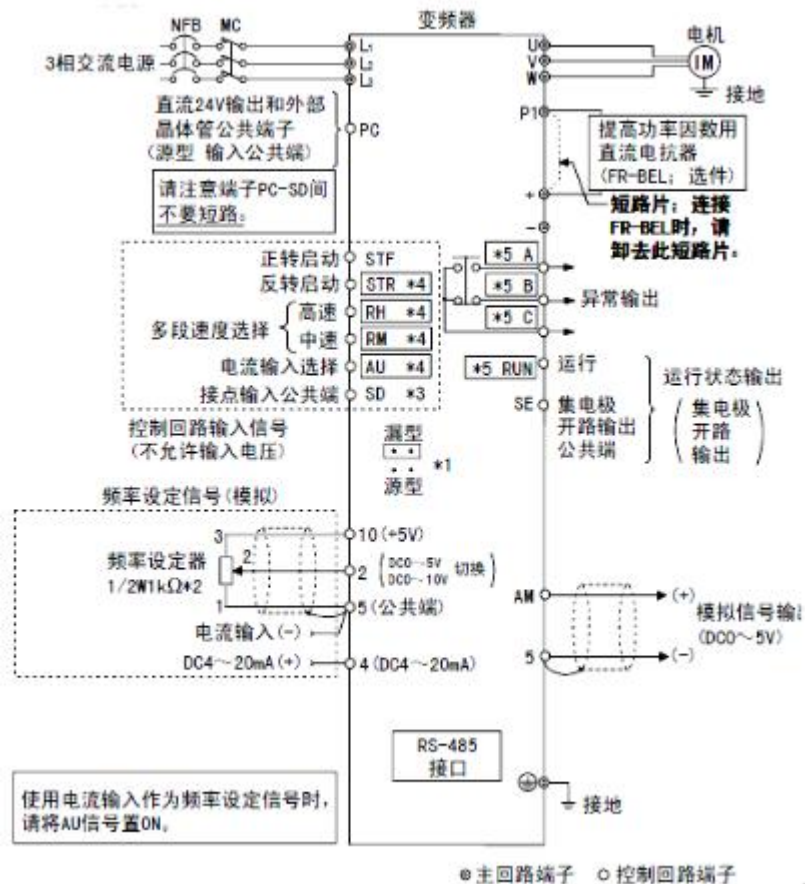 变频器
NFB MC
3相交流电源
L₁
L₂
L₃
U
V
W
电机
IM
接地
直流24V输出和外部
晶体管公共端子
(源型 输入公共端)
PC
请注意端子PC-SD间
不要短路。
P1
提高功率因数用
直流电抗器
(FR-BEL; 选件)
+
-
短路片; 连接
FR-BEL时, 请
卸去此短路片。
正转启动 STF
反转启动 STR *4
多段速度选择
高速 RH *4
中速 RM *4
电流输入选择 AU *4
接点输入公共端 SD *3
控制回路输入信号
(不允许输入电压)
*5 A
*5 B
*5 C
异常输出
*5 RUN 运行
SE 集电极
开路输出
公共端
运行状态输出
集电极
开路
输出
漏型
*1
源型
频率设定信号(模拟)
频率设定器
1/2W1kΩ*2
3
2
1
10(+5V)
2 (DC0~5V DC0~10V 切换)
5(公共端)
电流输入(-)
DC4~20mA(+)
4(DC4~20mA)
AM
(+)
模拟信号输
(DC0~5V)
5
(-)
RS-485
接口
接地
使用电流输入作为频率设定信号时,
请将AU信号置ON。
主回路端子 控制回路端子